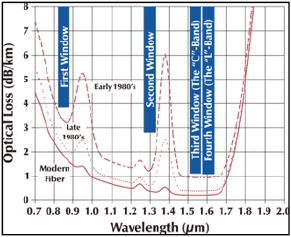 Optical Loss (dB/km)
8
7
6
5
4
3
2
1
0
First Window
Second Window
Third Window (The "C"-Band)
Fourth Window (The "L"-Band)
Early 1980's
Late
1980's
Modern
Fiber
0.7 0.8 0.9 1.0 1.1 1.2 1.3 1.4 1.5 1.6 1.7 1.8 1.9 2.0
Wavelength (µm)